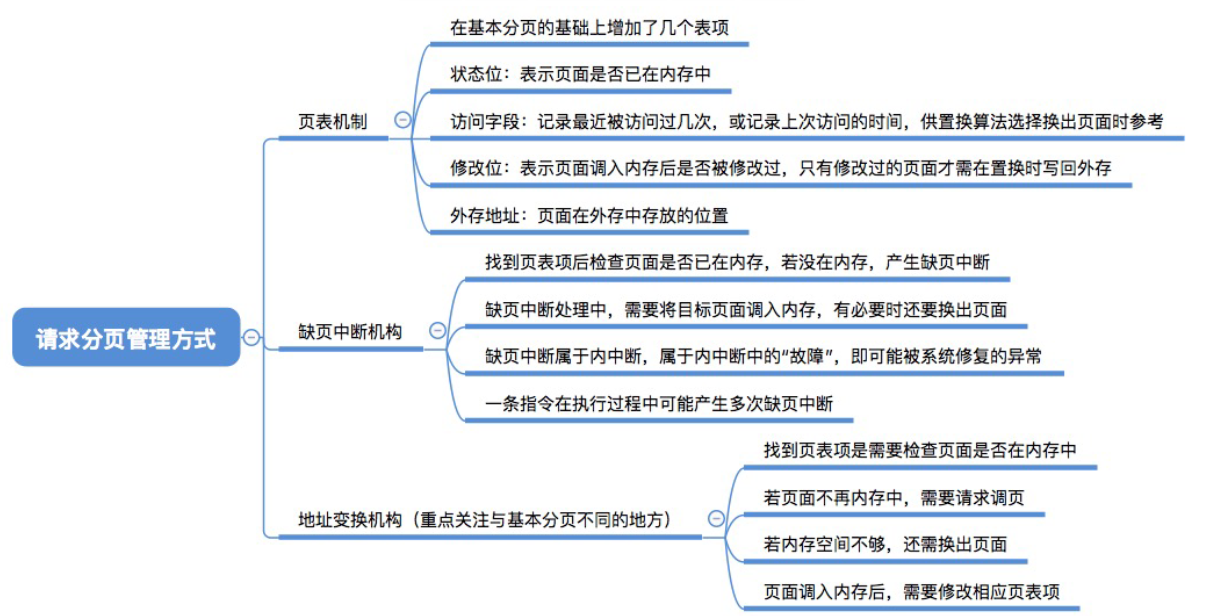 在基本分页的基础上增加了几个表项
状态位：表示页面是否已在内存中
页表机制
访问字段：记录最近被访问过几次，或记录上次访问的时间，供置换算法选择换出页面时参考
修改位：表示页面调入内存后是否被修改过，只有修改过的页面才需在置换时写回外存
外存地址：页面在外存中存放的位置
找到页表项后检查页面是否已在内存，若没在内存，产生缺页中断
缺页中断处理中，需要将目标页面调入内存，有必要时还要换出页面
请求分页管理方式
缺页中断机构
缺页中断属于内中断，属于内中断中的“故障”，即可能被系统修复的异常
一条指令在执行过程中可能产生多次缺页中断
找到页表项是需要检查页面是否在内存中
若页面不再内存中，需要请求调页
地址变换机构（重点关注与基本分页不同的地方）
若内存空间不够，还需换出页面
页面调入内存后，需要修改相应页表项